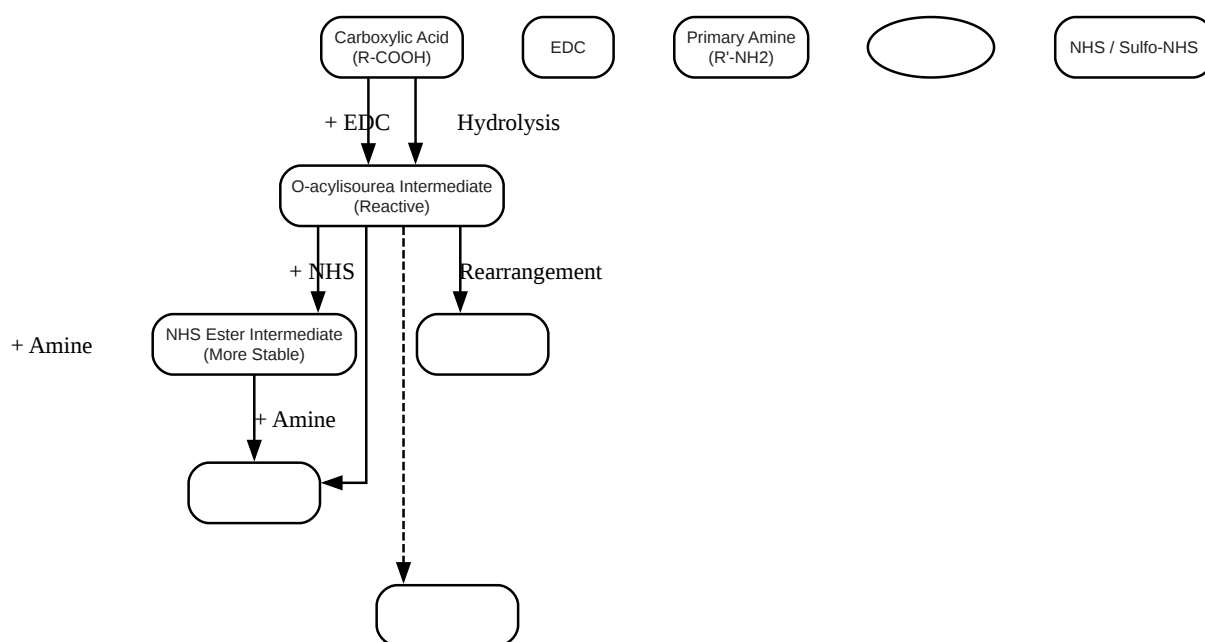 Carboxylic Acid
(R-COOH)
EDC
Primary Amine
(R'-NH2)
NHS / Sulfo-NHS
+ EDC
Hydrolysis
O-acylisourea Intermediate
(Reactive)
+ NHS
Rearrangement
+ Amine
NHS Ester Intermediate
(More Stable)
+ Amine